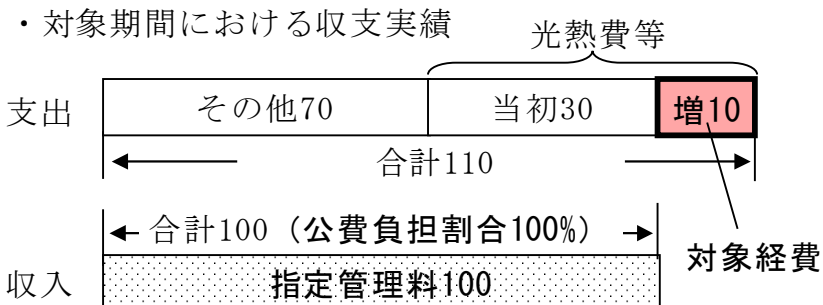 ・対象期間における収支実績
光熱費等
支出 その他70 当初30 増10
合計110
合計100（公費負担割合100%）
対象経費
収入 指定管理料100